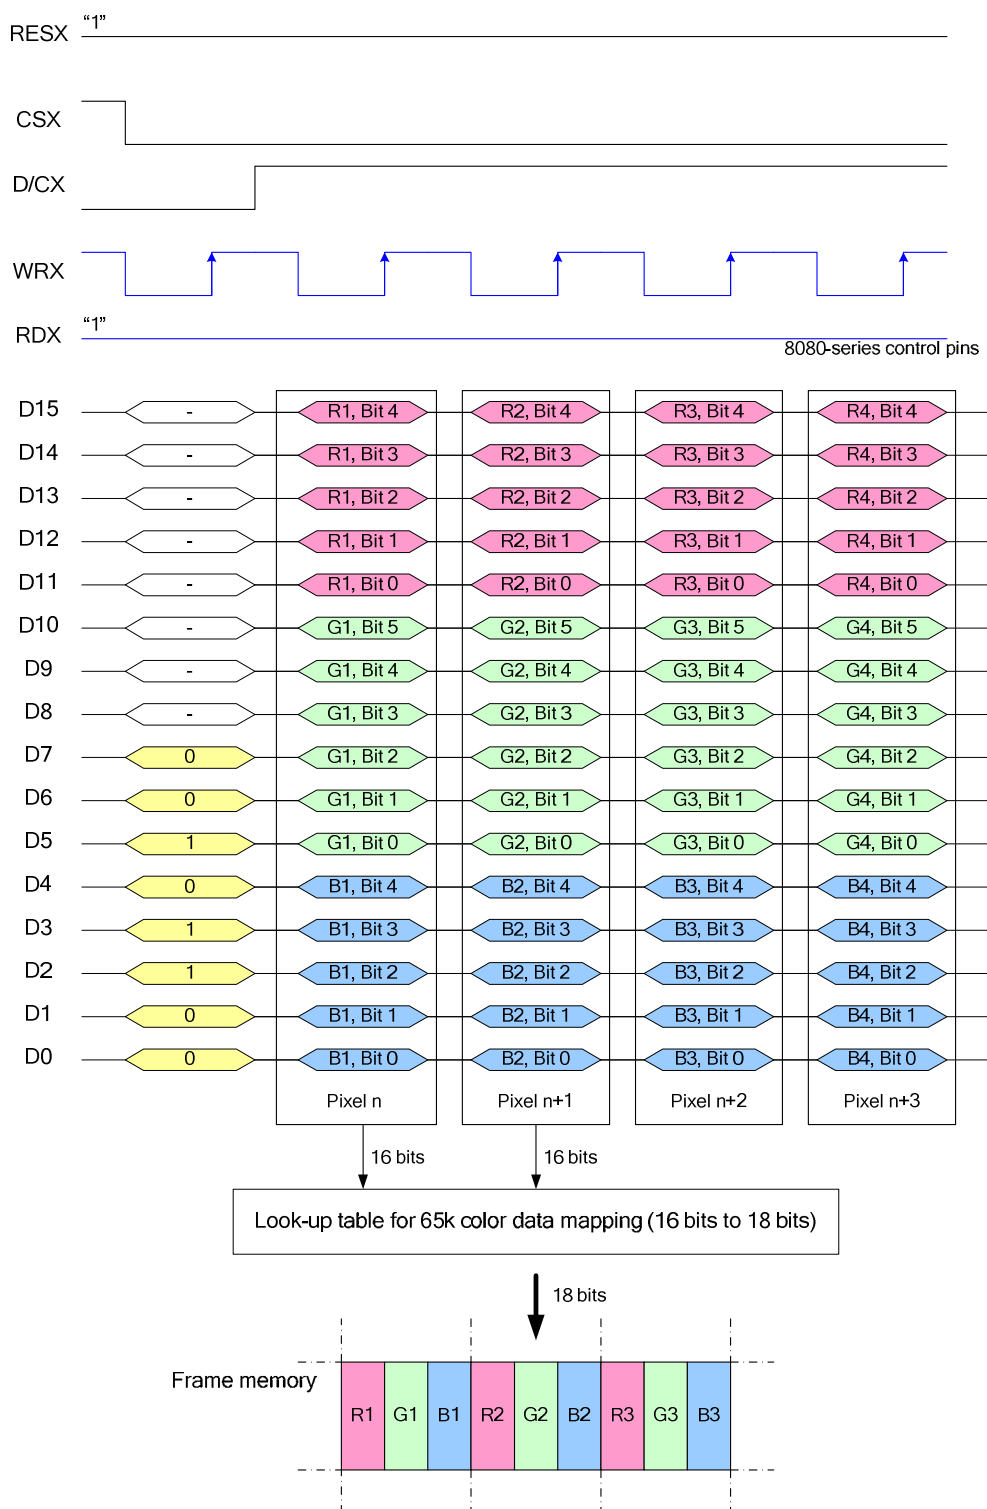 RESX “1”
CSX
D/CX
WRX
RDX “1”
8080-series control pins
D15 - R1, Bit 4 R2, Bit 4 R3, Bit 4 R4, Bit 4
D14 - R1, Bit 3 R2, Bit 3 R3, Bit 3 R4, Bit 3
D13 - R1, Bit 2 R2, Bit 2 R3, Bit 2 R4, Bit 2
D12 - R1, Bit 1 R2, Bit 1 R3, Bit 1 R4, Bit 1
D11 - R1, Bit 0 R2, Bit 0 R3, Bit 0 R4, Bit 0
D10 - G1, Bit 5 G2, Bit 5 G3, Bit 5 G4, Bit 5
D9 - G1, Bit 4 G2, Bit 4 G3, Bit 4 G4, Bit 4
D8 - G1, Bit 3 G2, Bit 3 G3, Bit 3 G4, Bit 3
D7 0 G1, Bit 2 G2, Bit 2 G3, Bit 2 G4, Bit 2
D6 0 G1, Bit 1 G2, Bit 1 G3, Bit 1 G4, Bit 1
D5 1 G1, Bit 0 G2, Bit 0 G3, Bit 0 G4, Bit 0
D4 0 B1, Bit 4 B2, Bit 4 B3, Bit 4 B4, Bit 4
D3 1 B1, Bit 3 B2, Bit 3 B3, Bit 3 B4, Bit 3
D2 1 B1, Bit 2 B2, Bit 2 B3, Bit 2 B4, Bit 2
D1 0 B1, Bit 1 B2, Bit 1 B3, Bit 1 B4, Bit 1
D0 0 B1, Bit 0 B2, Bit 0 B3, Bit 0 B4, Bit 0
Pixel n Pixel n+1 Pixel n+2 Pixel n+3
16 bits 16 bits
Look-up table for 65k color data mapping (16 bits to 18 bits)
18 bits
Frame memory
R1 G1 B1 R2 G2 B2 R3 G3 B3